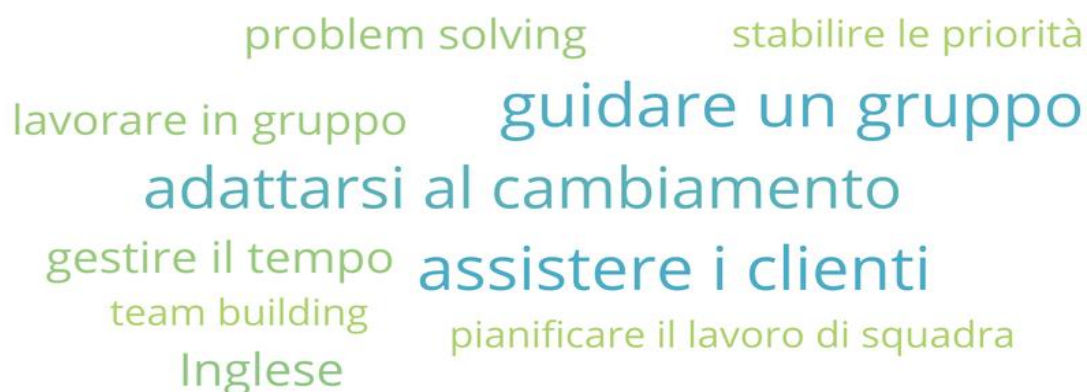 problem solving
stabilire le priorità
guidare un gruppo
lavorare in gruppo
adattarsi al cambiamento
assistere i clienti
gestire il tempo
team building
pianificare il lavoro di squadra
Inglese